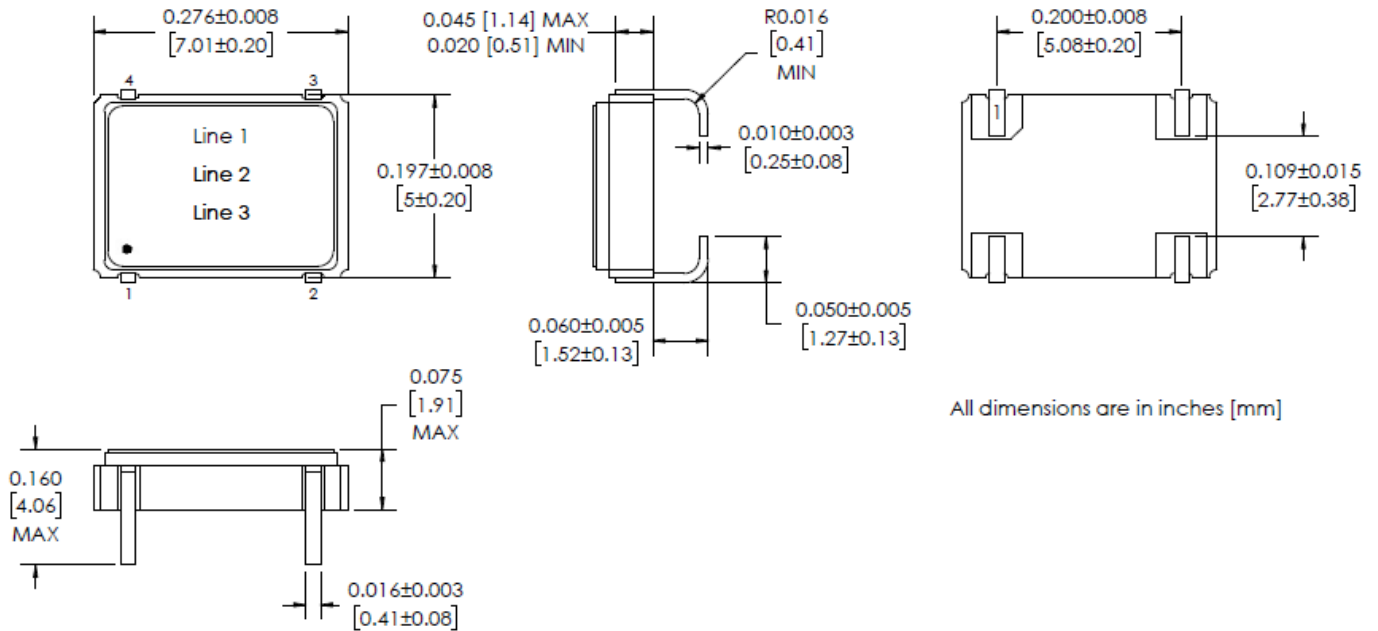 0.276±0.008
[7.01±0.20]
4
3
Line 1
Line 2
Line 3
1
2
0.197±0.008
[5±0.20]
0.045 [1.14] MAX
0.020 [0.51] MIN
R0.016
[0.41]
MIN
0.010±0.003
[0.25±0.08]
0.060±0.005
[1.52±0.13]
0.050±0.005
[1.27±0.13]
0.200±0.008
[5.08±0.20]
1
0.109±0.015
[2.77±0.38]
0.075
[1.91]
MAX
0.160
[4.06]
MAX
0.016±0.003
[0.41±0.08]
All dimensions are in inches [mm]